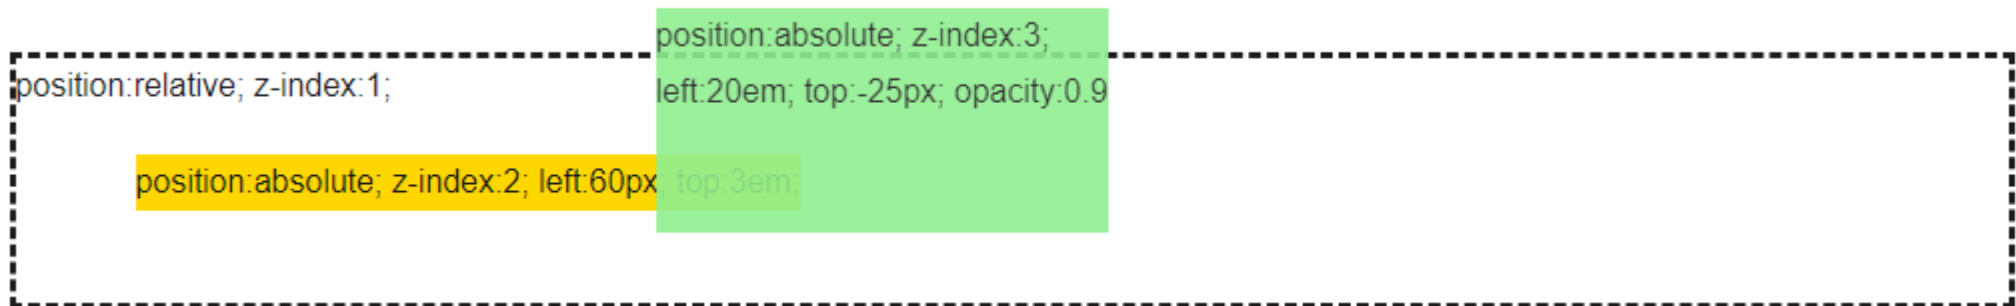 position:absolute; z-index:3;
position:relative; z-index:1;
left:20em; top:-25px; opacity:0.9
position:absolute; z-index:2; left:60px; top:3em;